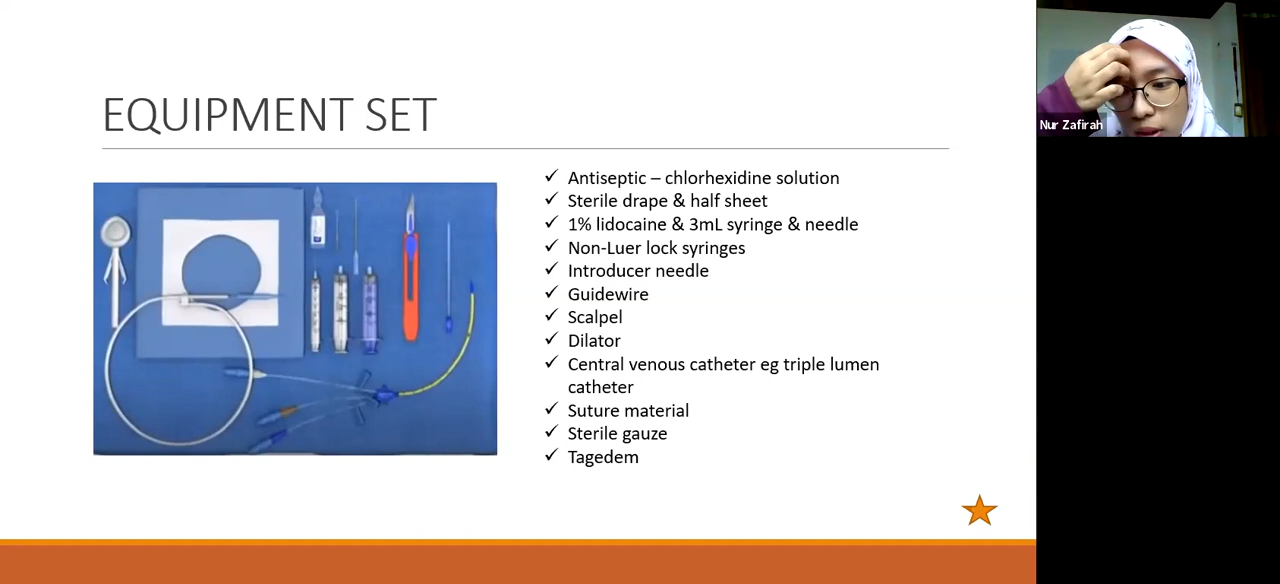 EQUIPMENT SET
✓ Antiseptic – chlorhexidine solution
✓ Sterile drape & half sheet
✓ 1% lidocaine & 3mL syringe & needle
✓ Non-Luer lock syringes
✓ Introducer needle
✓ Guidewire
✓ Scalpel
✓ Dilator
✓ Central venous catheter eg triple lumen
catheter
✓ Suture material
✓ Sterile gauze
✓ Tagedem
Nur Zafirah